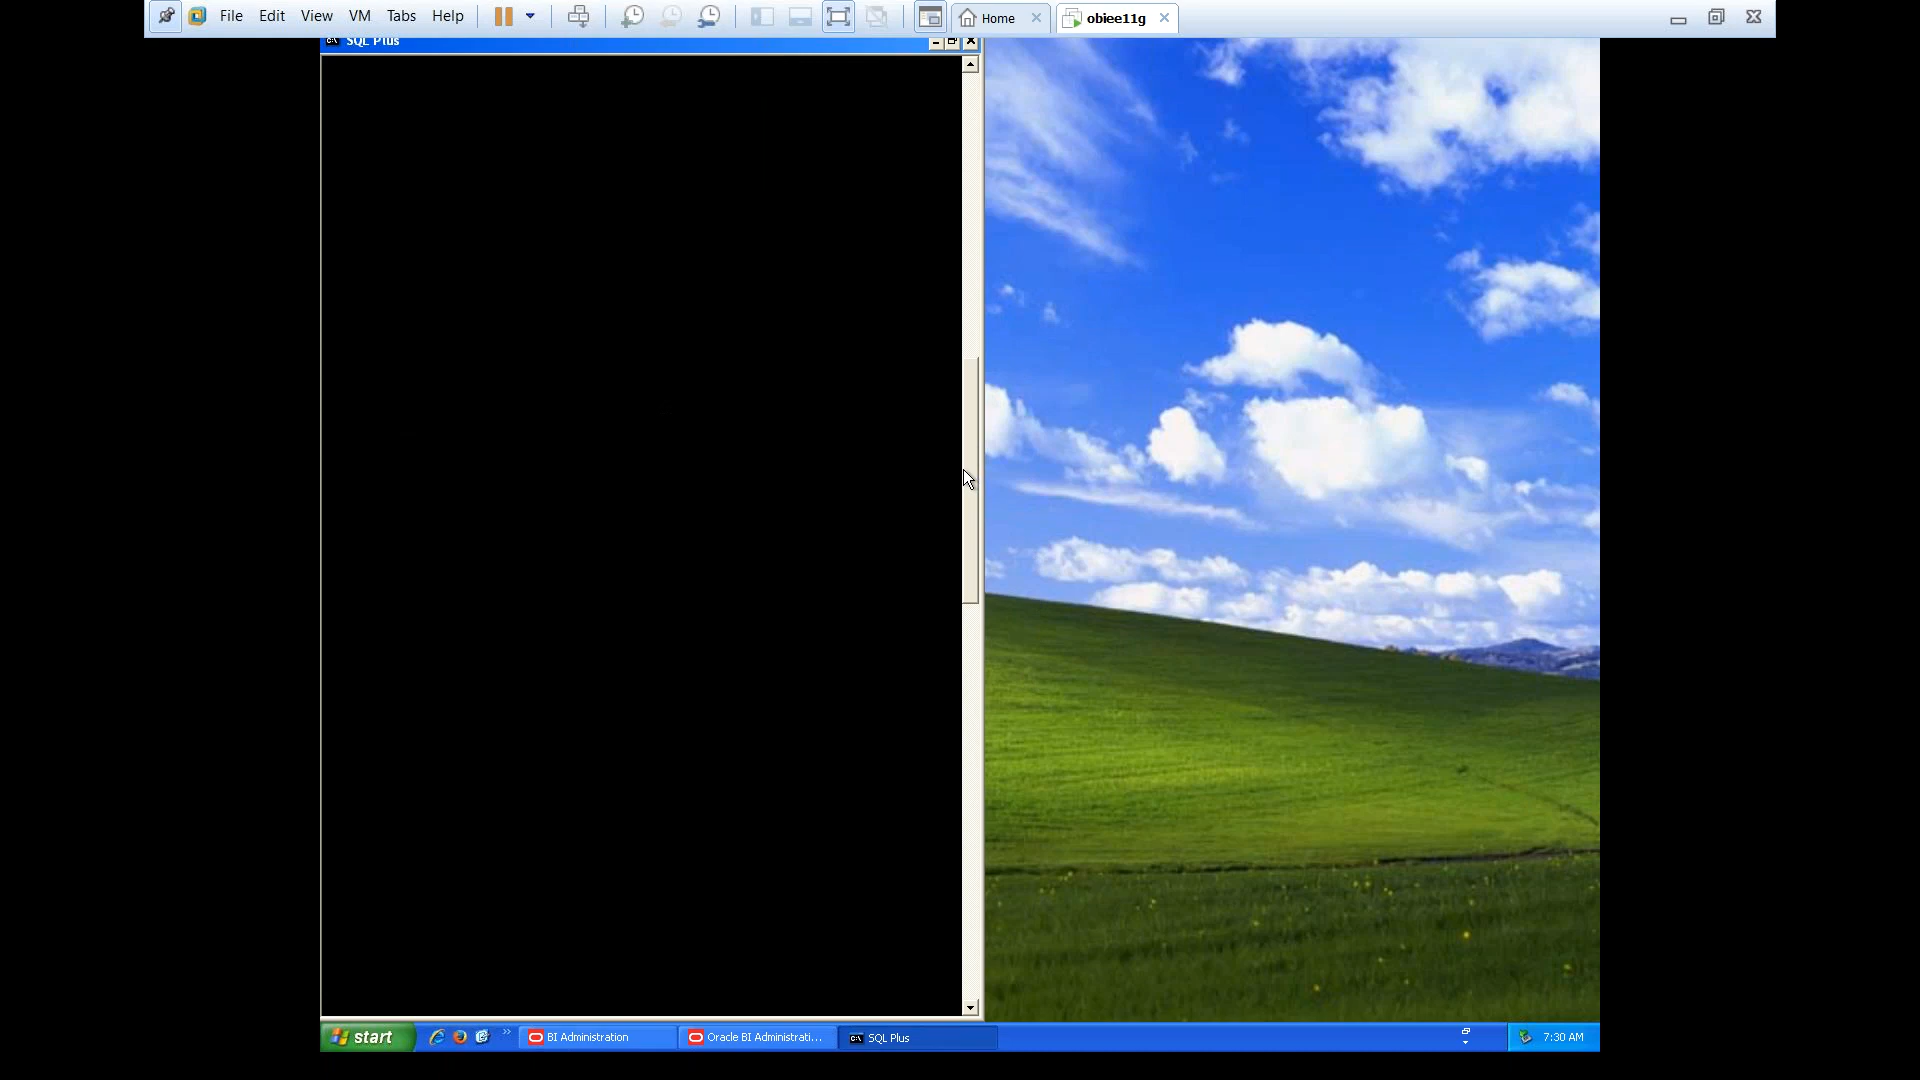 File Edit View VM Tabs Help
Home
obiee11g
SQL Plus
start
BI Administration
Oracle BI Administrati...
SQL Plus
7:30 AM